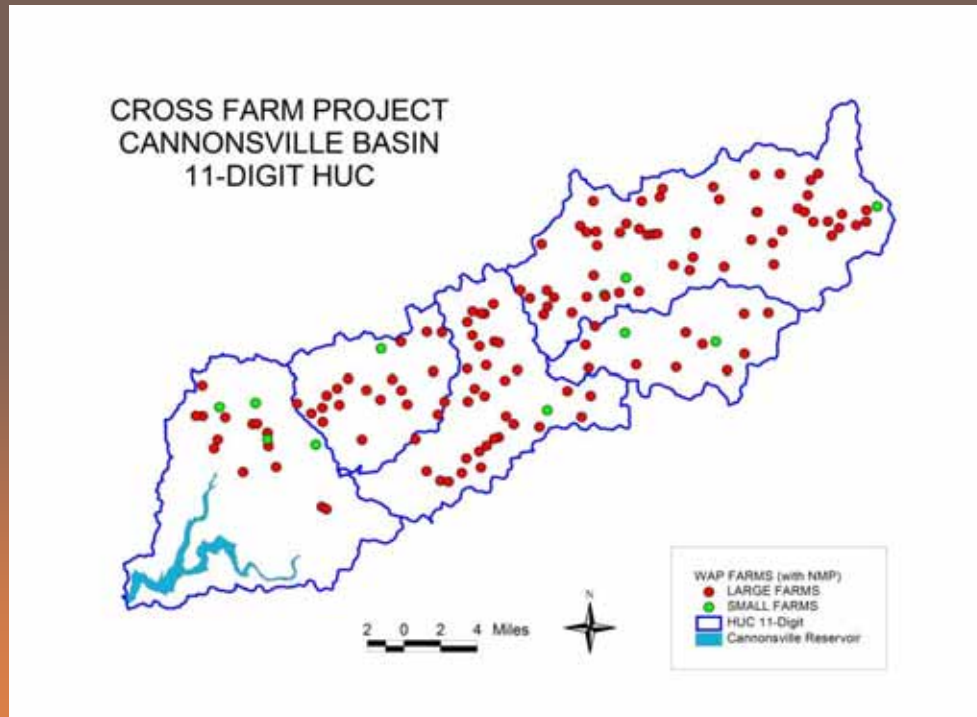 CROSS FARM PROJECT
CANNONSVILLE BASIN
11-DIGIT HUC
WAP FARMS (with NMP)
LARGE FARMS
SMALL FARMS
HUC 11-Digit
Cannonsville Reservoir
N
2 0 2 4 Miles